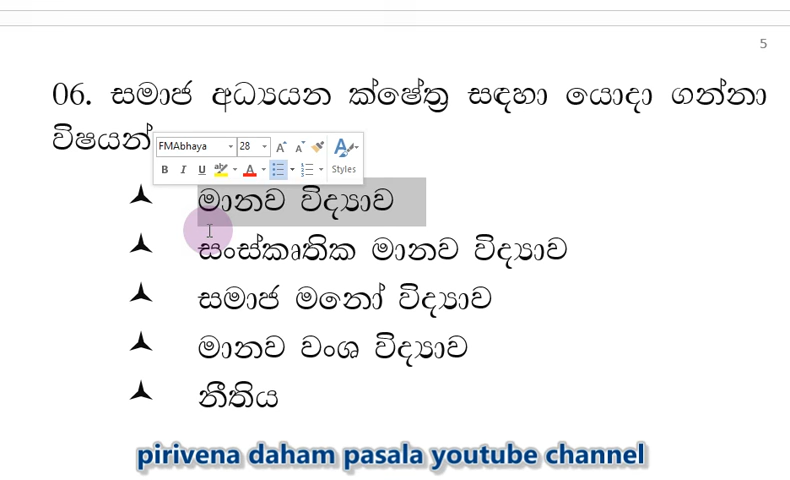 5
06. සමාජ අධ්‍යයන ක්ෂේත්‍ර සඳහා යොදා ගන්නා
විෂයන්
FMAbhaya 28
B I U Styles
මානව විද්‍යාව
සංස්කෘතික මානව විද්‍යාව
සමාජ මනෝ විද්‍යාව
මානව වංශ විද්‍යාව
නීතිය
pirivena daham pasala youtube channel